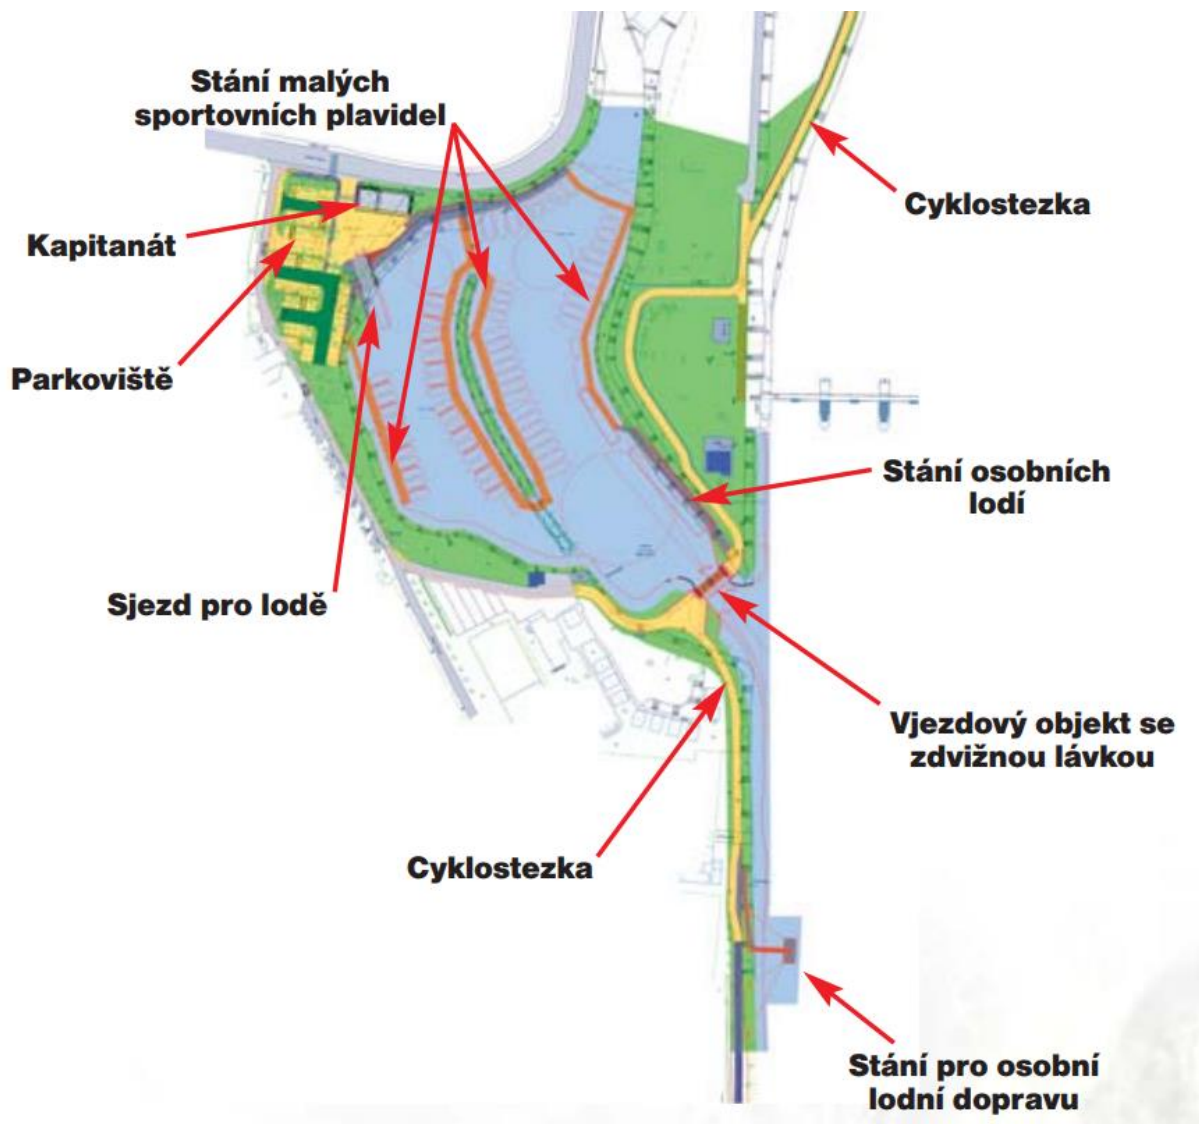 Stání malých
sportovních plavidel
Cyklostezka
Kapitanát
Parkoviště
Stání osobních
lodí
Sjezd pro lodě
Vjezdový objekt se
zdvižnou lávkou
Cyklostezka
Stání pro osobní
lodní dopravu